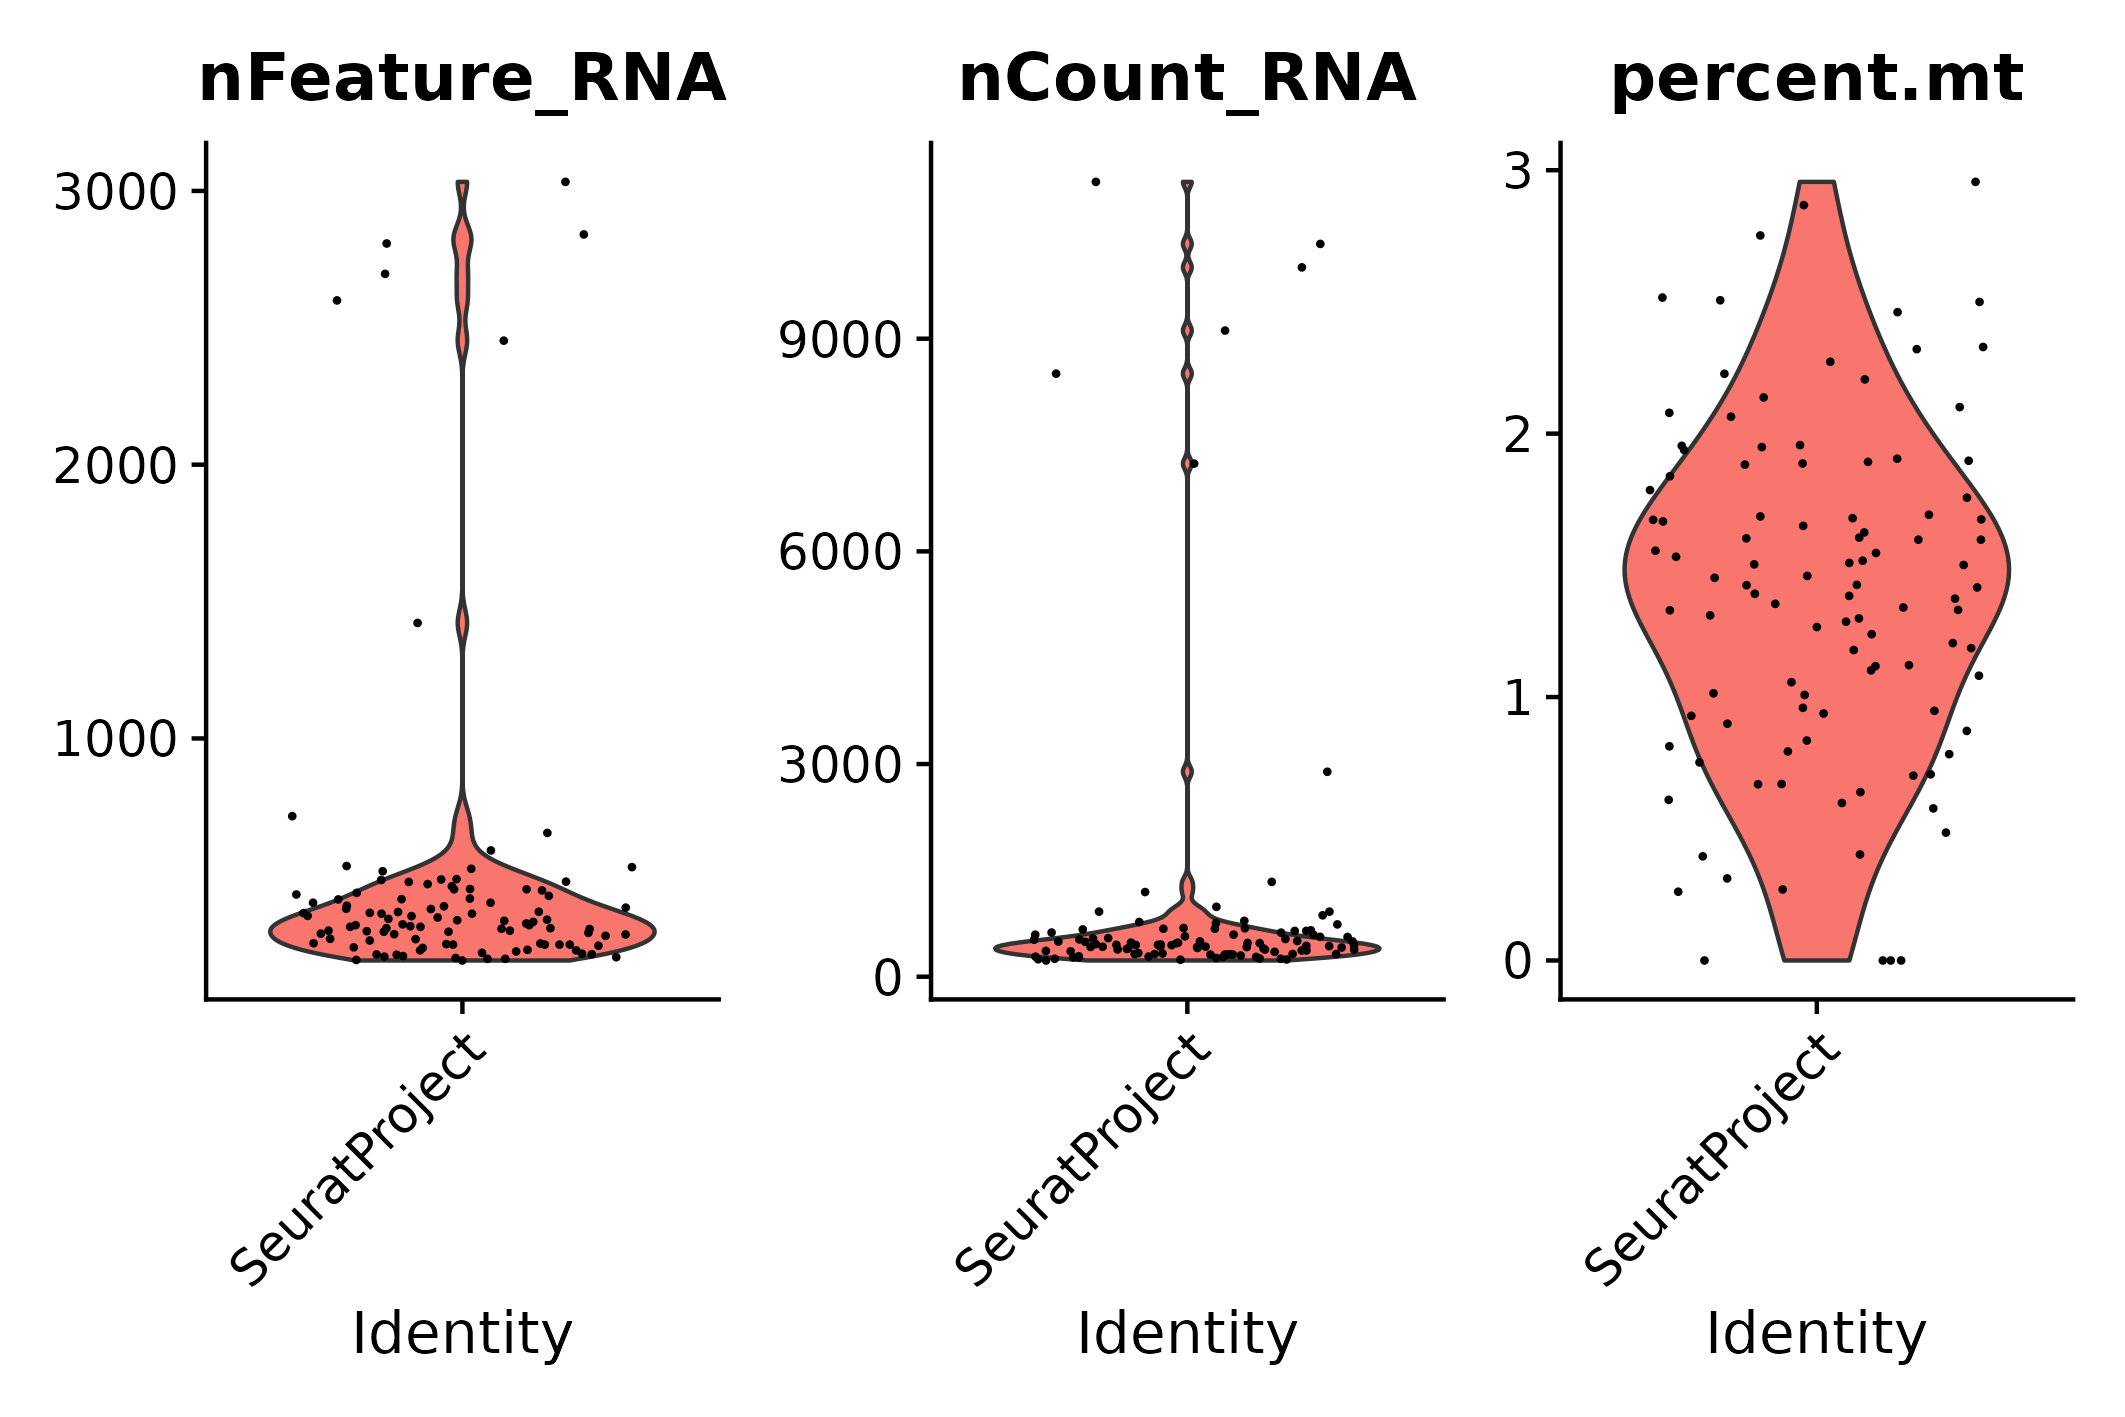 nFeature_RNA
3000
2000
1000
SeuratProject
Identity
nCount_RNA
9000
6000
3000
0
SeuratProject
Identity
percent.mt
3
2
1
0
SeuratProject
Identity